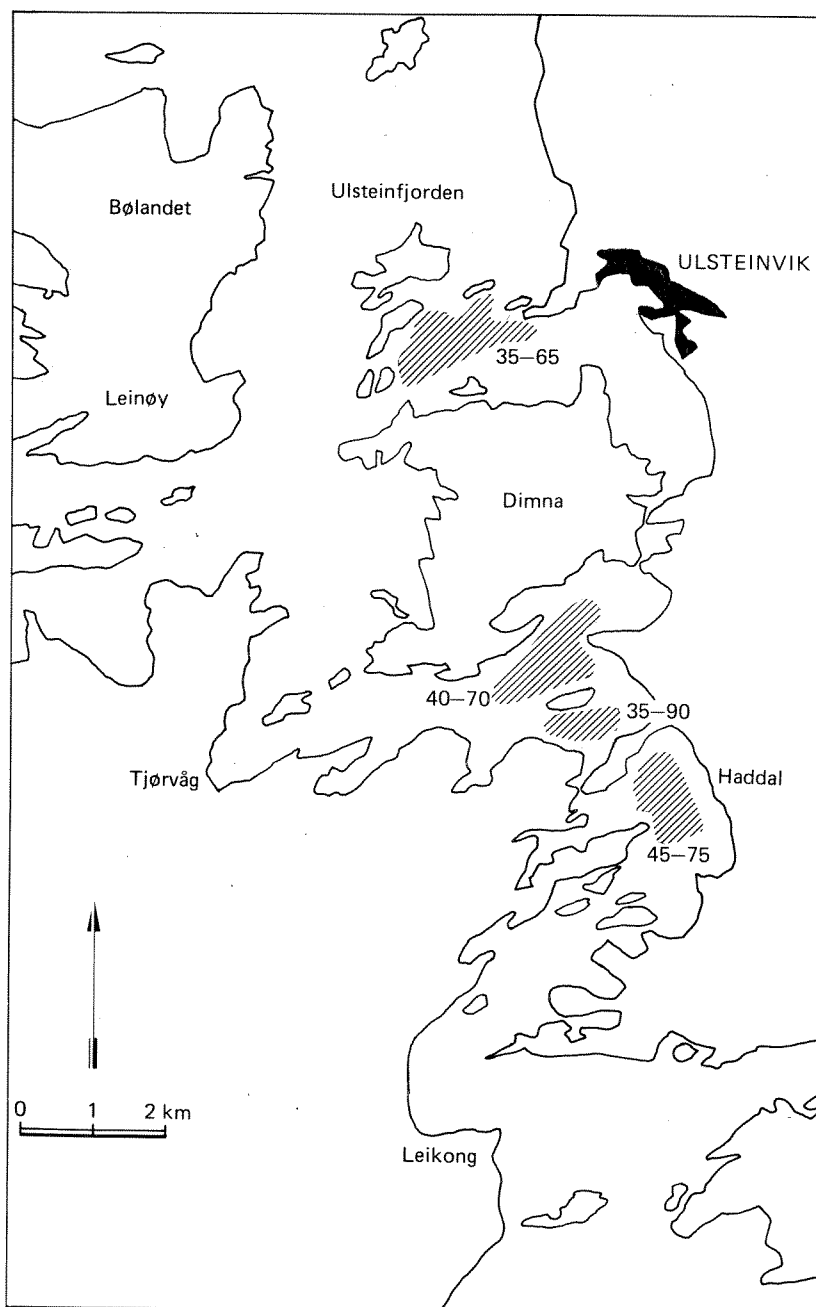 Bølandet
Ulsteinfjorden
ULSTEINVIK
35–65
Leinøy
Dimna
40–70
35–90
Tjørvåg
Haddal
45–75
0 1 2 km
Leikong